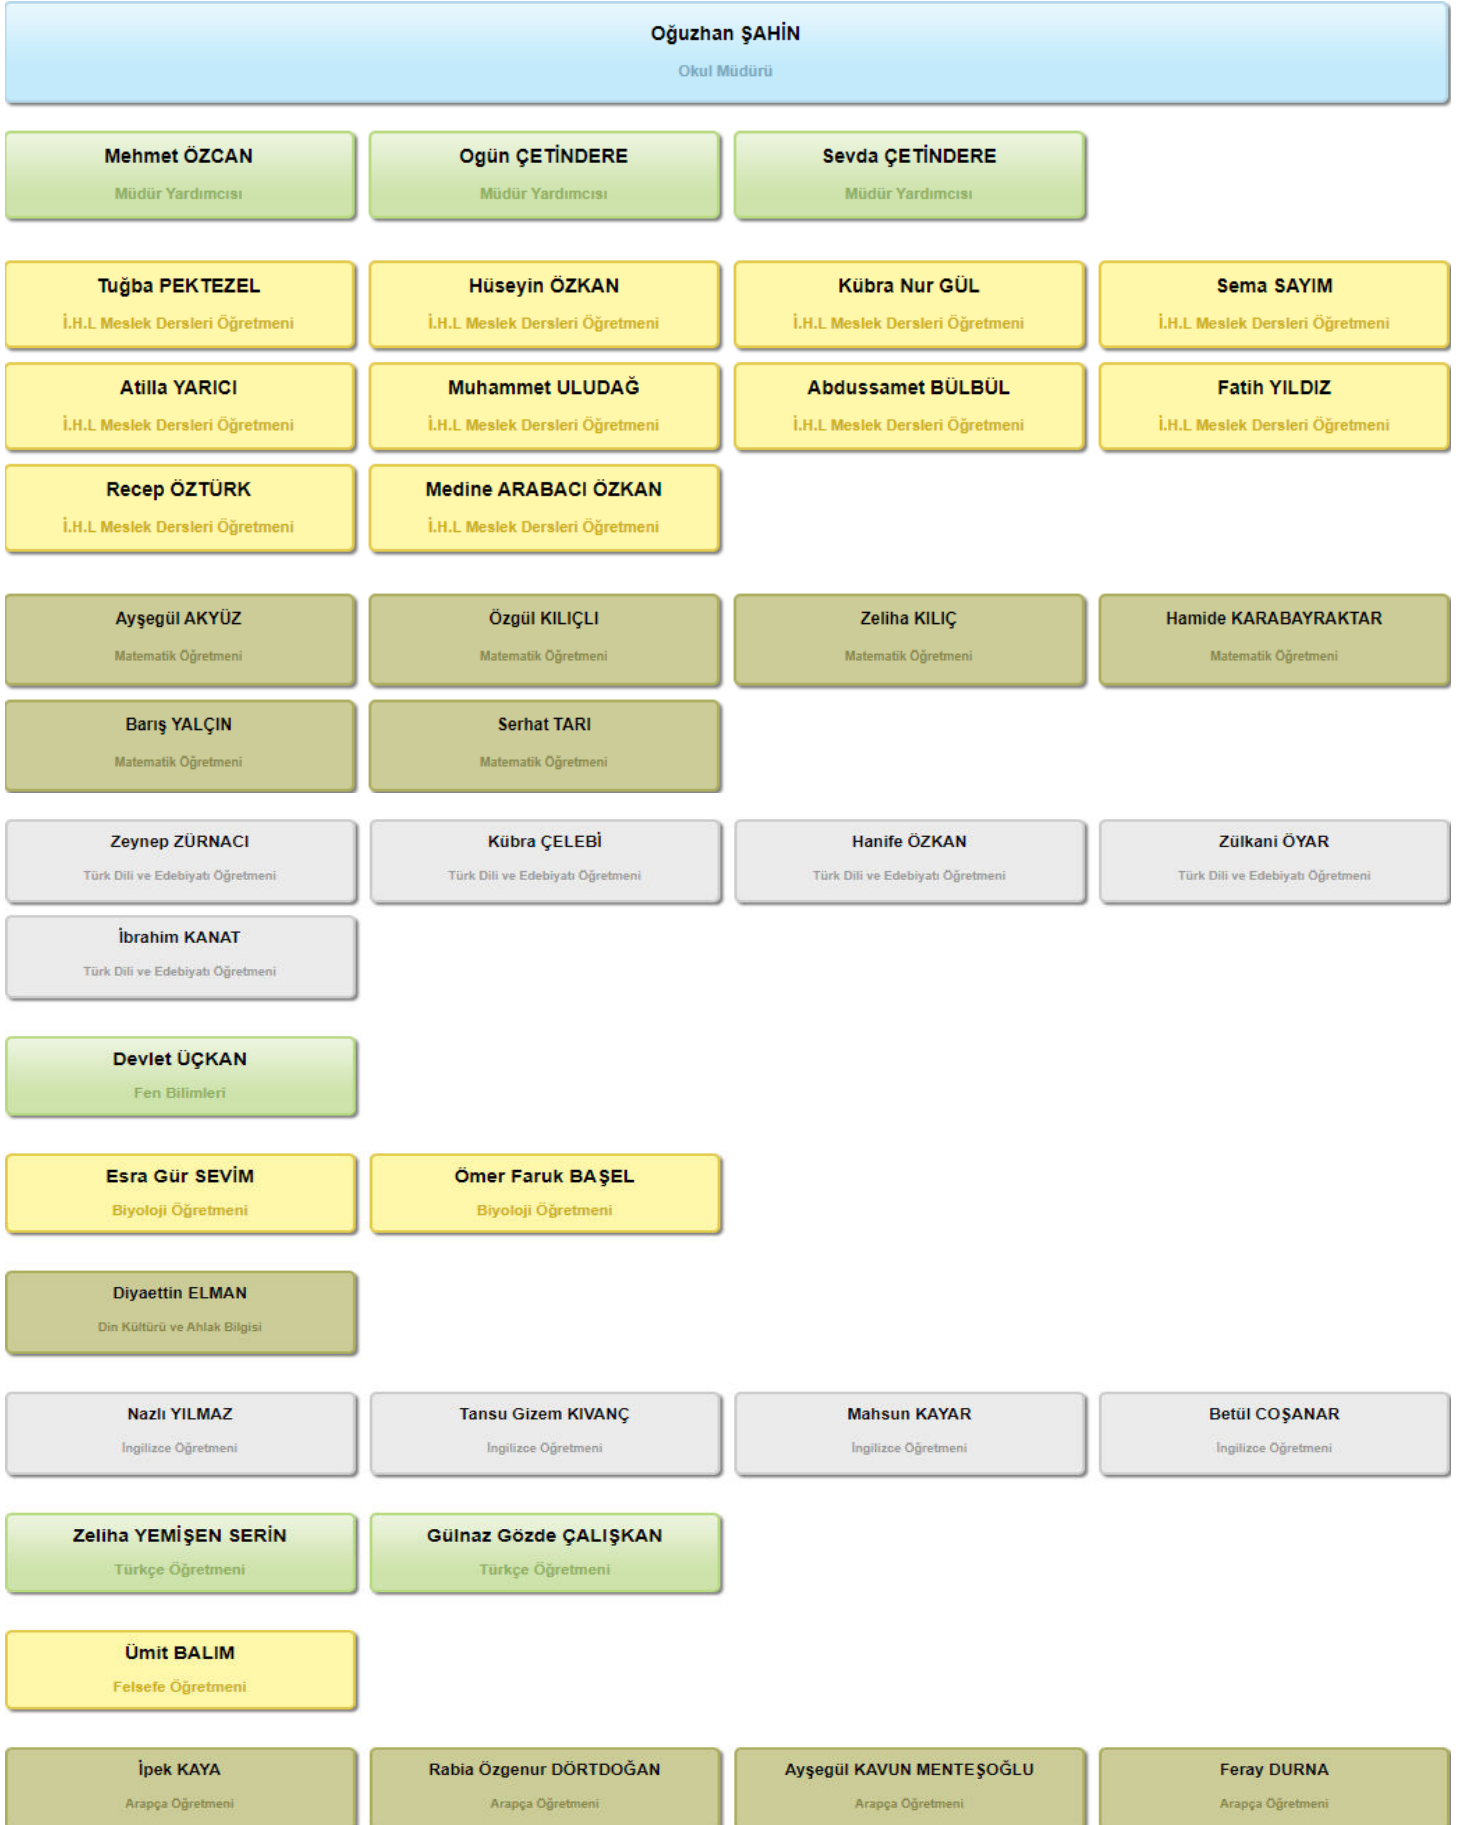 Oğuzhan ŞAHİN
Okul Müdürü
Mehmet ÖZCAN
Müdür Yardımcısı
Ogün ÇETİNDERE
Müdür Yardımcısı
Sevda ÇETİNDERE
Müdür Yardımcısı
Tuğba PEKTEZEL
İ.H.L Meslek Dersleri Öğretmeni
Hüseyin ÖZKAN
İ.H.L Meslek Dersleri Öğretmeni
Kübra Nur GÜL
İ.H.L Meslek Dersleri Öğretmeni
Sema SAYIM
İ.H.L Meslek Dersleri Öğretmeni
Atilla YARICI
İ.H.L Meslek Dersleri Öğretmeni
Muhammet ULUDAĞ
İ.H.L Meslek Dersleri Öğretmeni
Abdussamet BÜLBÜL
İ.H.L Meslek Dersleri Öğretmeni
Fatih YILDIZ
İ.H.L Meslek Dersleri Öğretmeni
Recep ÖZTÜRK
İ.H.L Meslek Dersleri Öğretmeni
Medine ARABACI ÖZKAN
İ.H.L Meslek Dersleri Öğretmeni
Ayşegül AKYÜZ
Matematik Öğretmeni
Özgül KILIÇLI
Matematik Öğretmeni
Zeliha KILIÇ
Matematik Öğretmeni
Hamide KARABAYRAKTAR
Matematik Öğretmeni
Barış YALÇIN
Matematik Öğretmeni
Serhat TARI
Matematik Öğretmeni
Zeynep ZÜRNACI
Türk Dili ve Edebiyatı Öğretmeni
Kübra ÇELEBİ
Türk Dili ve Edebiyatı Öğretmeni
Hanife ÖZKAN
Türk Dili ve Edebiyatı Öğretmeni
Zülkani ÖYAR
Türk Dili ve Edebiyatı Öğretmeni
İbrahim KANAT
Türk Dili ve Edebiyatı Öğretmeni
Devlet ÜÇKAN
Fen Bilimleri
Esra Gür SEVİM
Biyoloji Öğretmeni
Ömer Faruk BAŞEL
Biyoloji Öğretmeni
Diyaettin ELMAN
Din Kültürü ve Ahlak Bilgisi
Nazlı YILMAZ
İngilizce Öğretmeni
Tansu Gizem KIVANÇ
İngilizce Öğretmeni
Mahsun KAYAR
İngilizce Öğretmeni
Betül COŞANAR
İngilizce Öğretmeni
Zeliha YEMİŞEN SERİN
Türkçe Öğretmeni
Gülnaz Gözde ÇALIŞKAN
Türkçe Öğretmeni
Ümit BALIM
Felsefe Öğretmeni
İpek KAYA
Arapça Öğretmeni
Rabia Özgenur DÖRTDOĞAN
Arapça Öğretmeni
Ayşegül KAVUN MENTEŞOĞLU
Arapça Öğretmeni
Feray DURNA
Arapça Öğretmeni